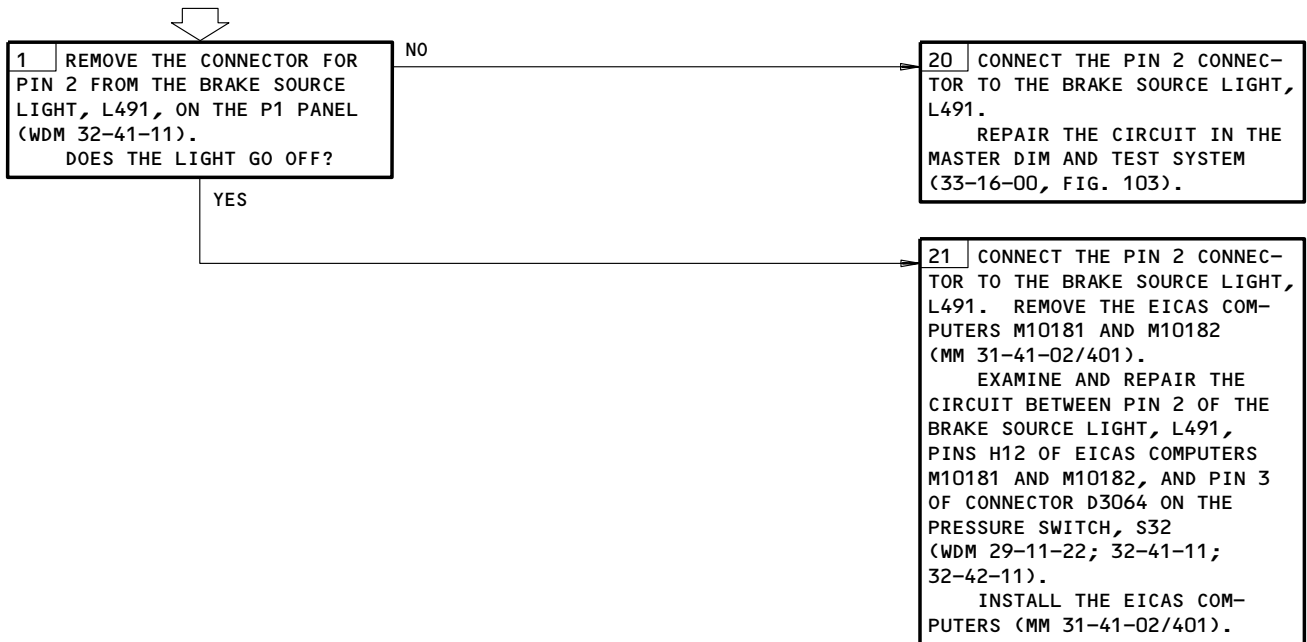 1 REMOVE THE CONNECTOR FOR
PIN 2 FROM THE BRAKE SOURCE
LIGHT, L491, ON THE P1 PANEL
(WDM 32-41-11).
DOES THE LIGHT GO OFF?
NO
YES
20 CONNECT THE PIN 2 CONNEC-
TOR TO THE BRAKE SOURCE LIGHT,
L491.
REPAIR THE CIRCUIT IN THE
MASTER DIM AND TEST SYSTEM
(33-16-00, FIG. 103).
21 CONNECT THE PIN 2 CONNEC-
TOR TO THE BRAKE SOURCE LIGHT,
L491. REMOVE THE EICAS COM-
PUTERS M10181 AND M10182
(MM 31-41-02/401).
EXAMINE AND REPAIR THE
CIRCUIT BETWEEN PIN 2 OF THE
BRAKE SOURCE LIGHT, L491,
PINS H12 OF EICAS COMPUTERS
M10181 AND M10182, AND PIN 3
OF CONNECTOR D3064 ON THE
PRESSURE SWITCH, S32
(WDM 29-11-22; 32-41-11;
32-42-11).
INSTALL THE EICAS COM-
PUTERS (MM 31-41-02/401).